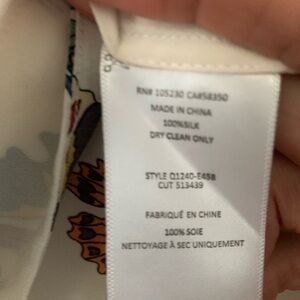 RN# 105230 CA#58350
MADE IN CHINA
100%SILK
DRY CLEAN ONLY
STYLE Q1240-E458
CUT 513439
FABRIQUÉ EN CHINE
100% SOIE
NETTOYAGE À SEC UNIQUEMENT